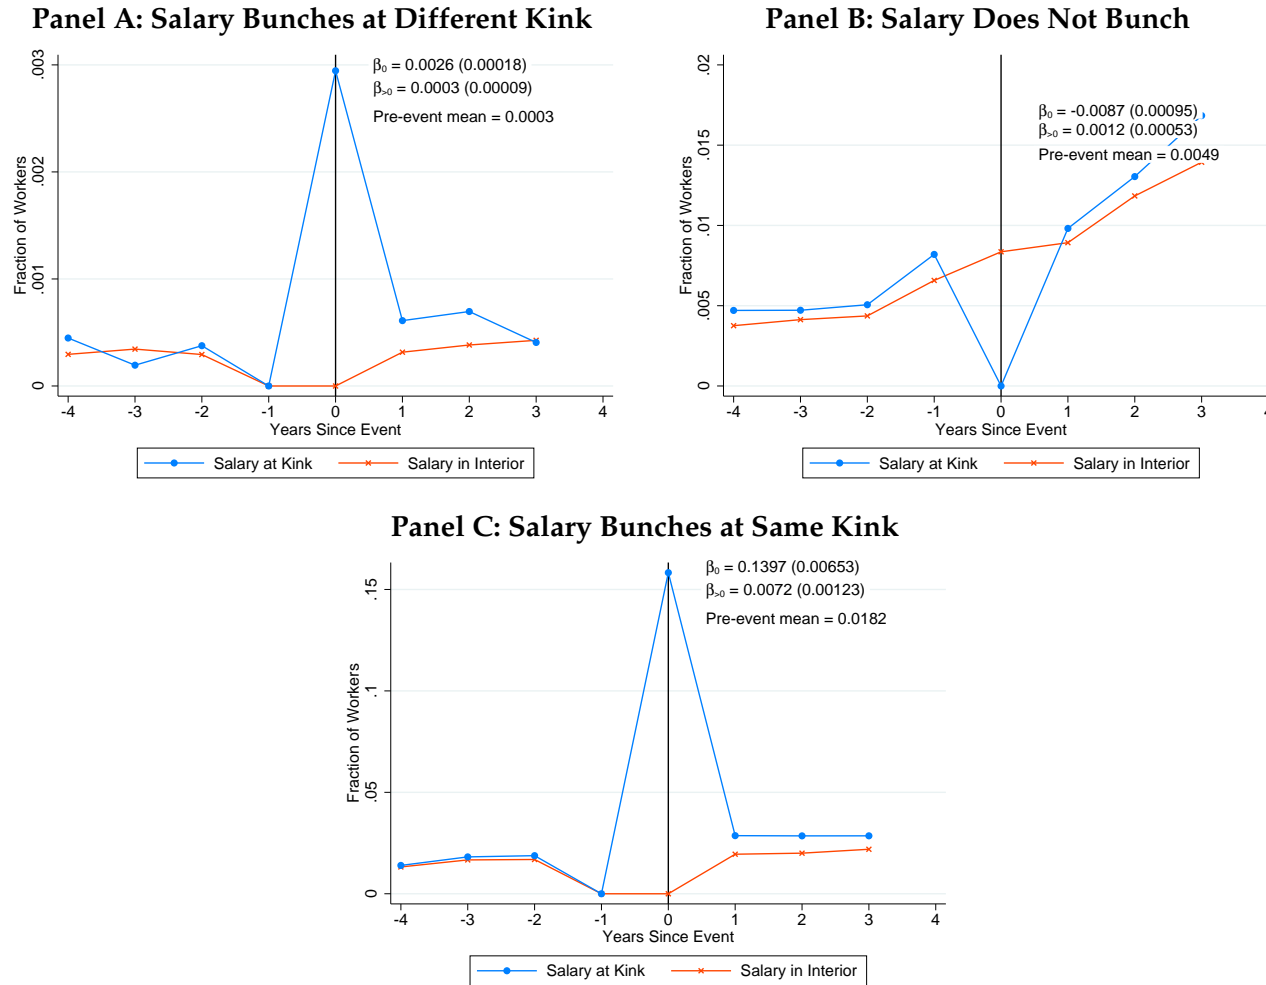 Panel A: Salary Bunches at Different Kink
β₀ = 0.0026 (0.00018)
β>₀ = 0.0003 (0.00009)
Pre-event mean = 0.0003
Fraction of Workers
.003
.002
.001
0
-4 -3 -2 -1 0 1 2 3 4
Years Since Event
Salary at Kink Salary in Interior
Panel B: Salary Does Not Bunch
β₀ = -0.0087 (0.00095)
β>₀ = 0.0012 (0.00053)
Pre-event mean = 0.0049
Fraction of Workers
.02
.015
.01
.005
0
-4 -3 -2 -1 0 1 2 3 4
Years Since Event
Salary at Kink Salary in Interior
Panel C: Salary Bunches at Same Kink
β₀ = 0.1397 (0.00653)
β>₀ = 0.0072 (0.00123)
Pre-event mean = 0.0182
Fraction of Workers
.15
.1
.05
0
-4 -3 -2 -1 0 1 2 3 4
Years Since Event
Salary at Kink Salary in Interior